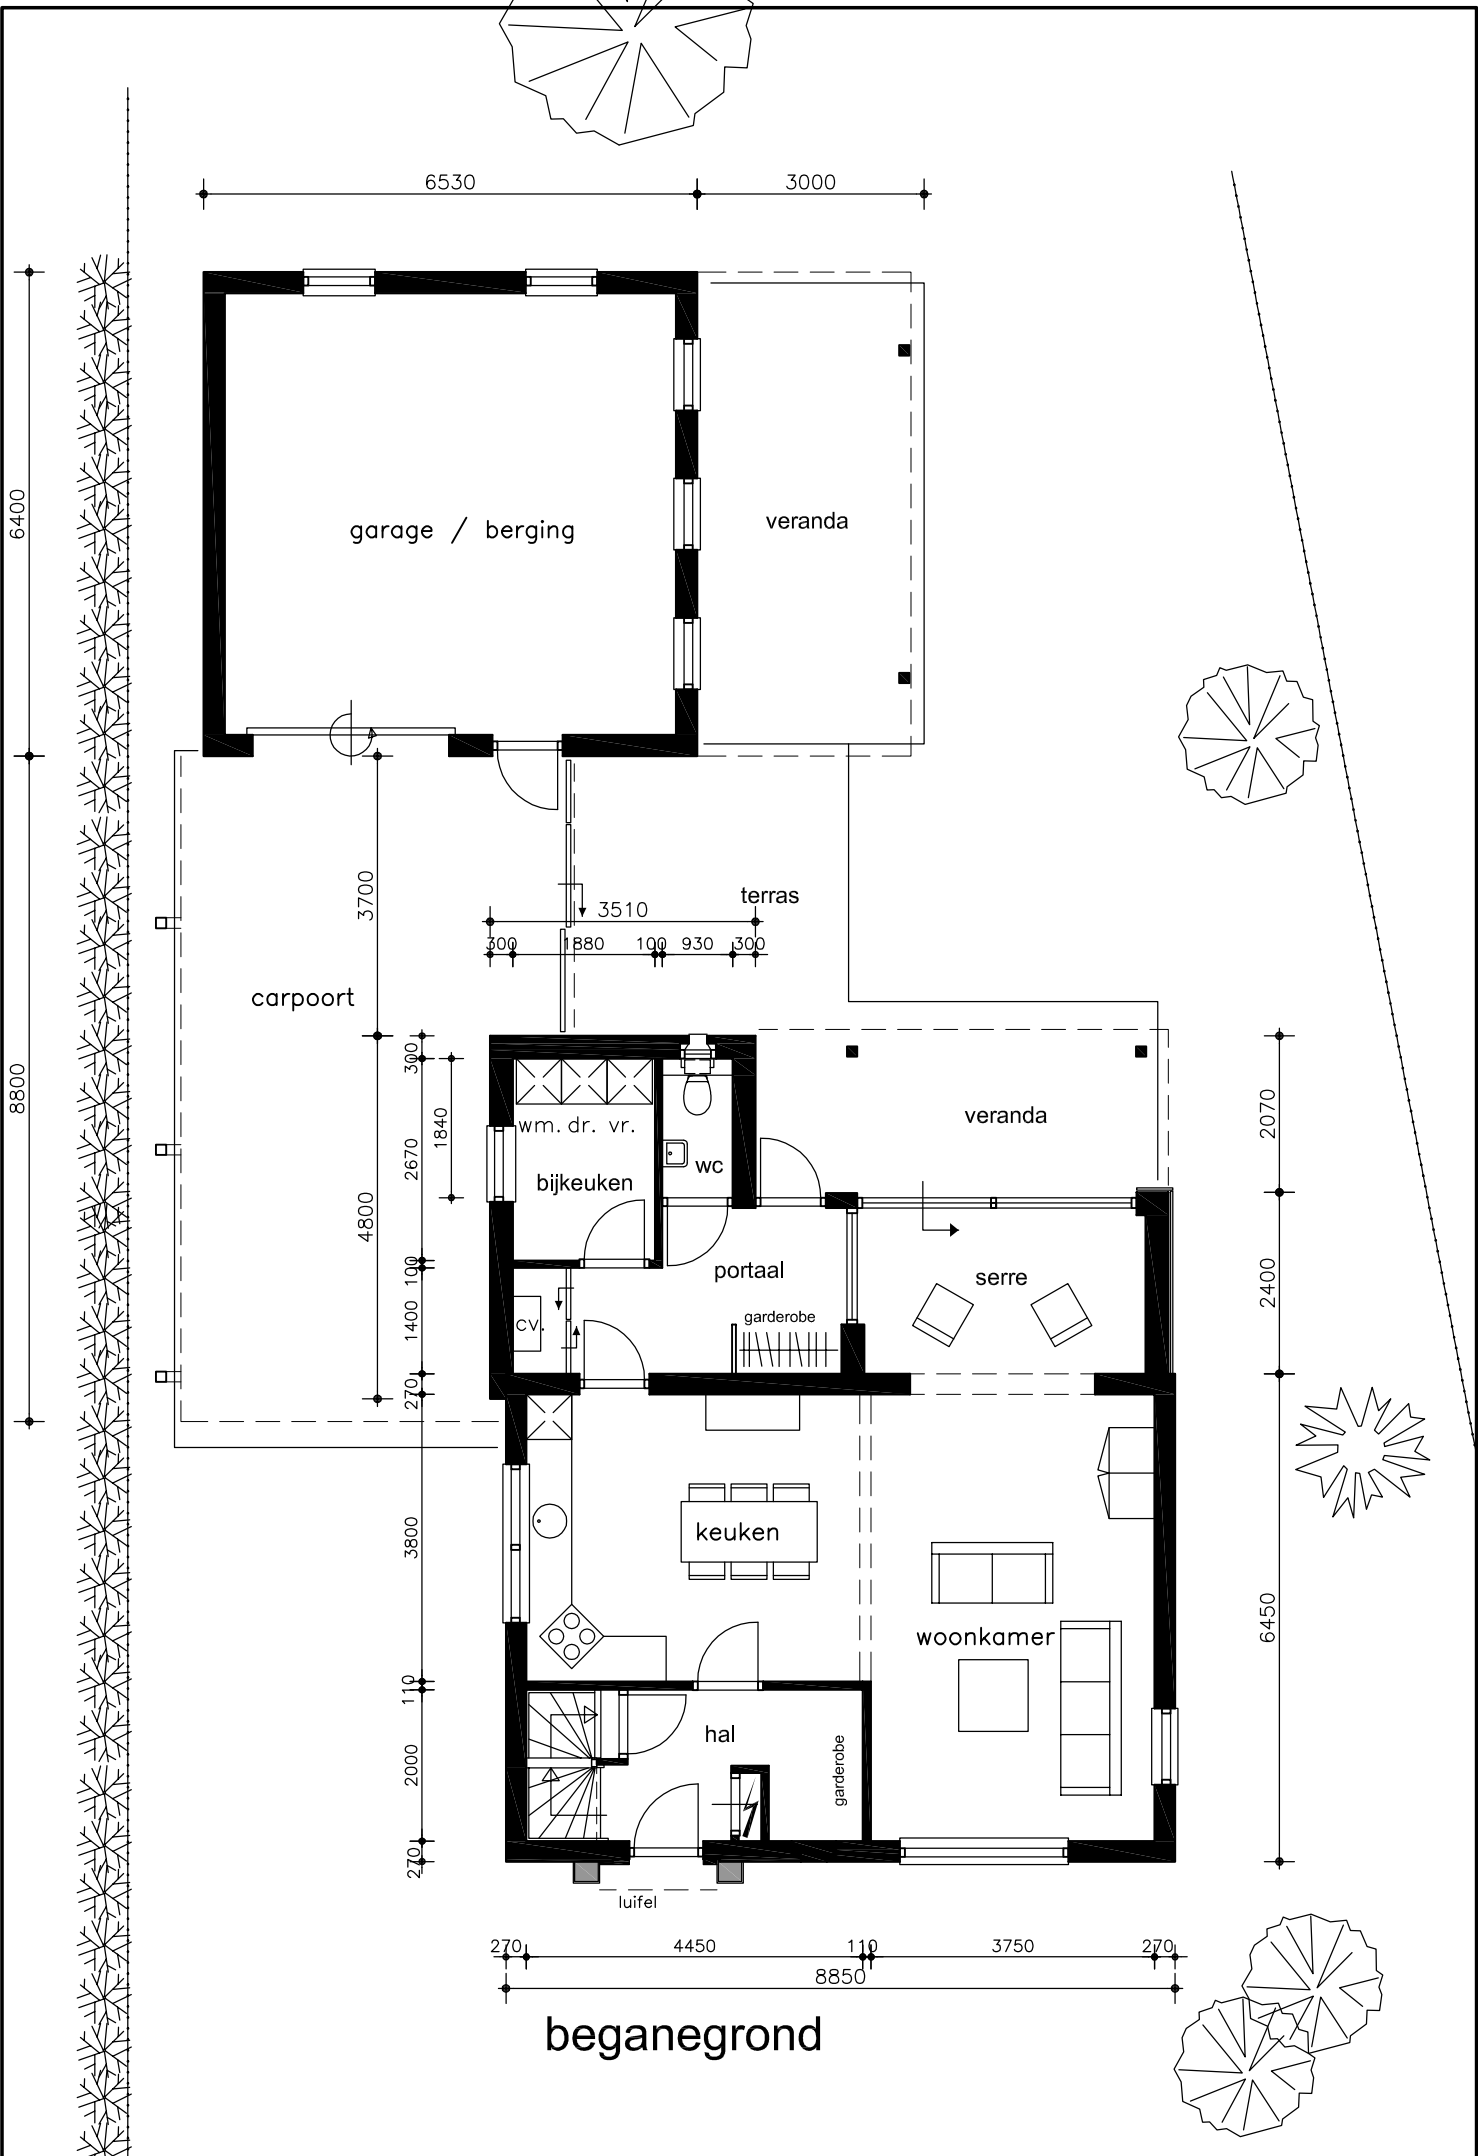 6530
3000
6400
garage / berging
veranda
3700
terras
3510
300
1880
100
930
300
carpoort
8800
300
1840
2670
4800
100
1400
270
3800
110
2000
270
wm. dr. vr.
bijkeuken
wc
veranda
2070
portaal
serre
2400
garderobe
cv.
keuken
woonkamer
6450
hal
garderobe
luifel
270
4450
110
3750
270
8850
beganegrond